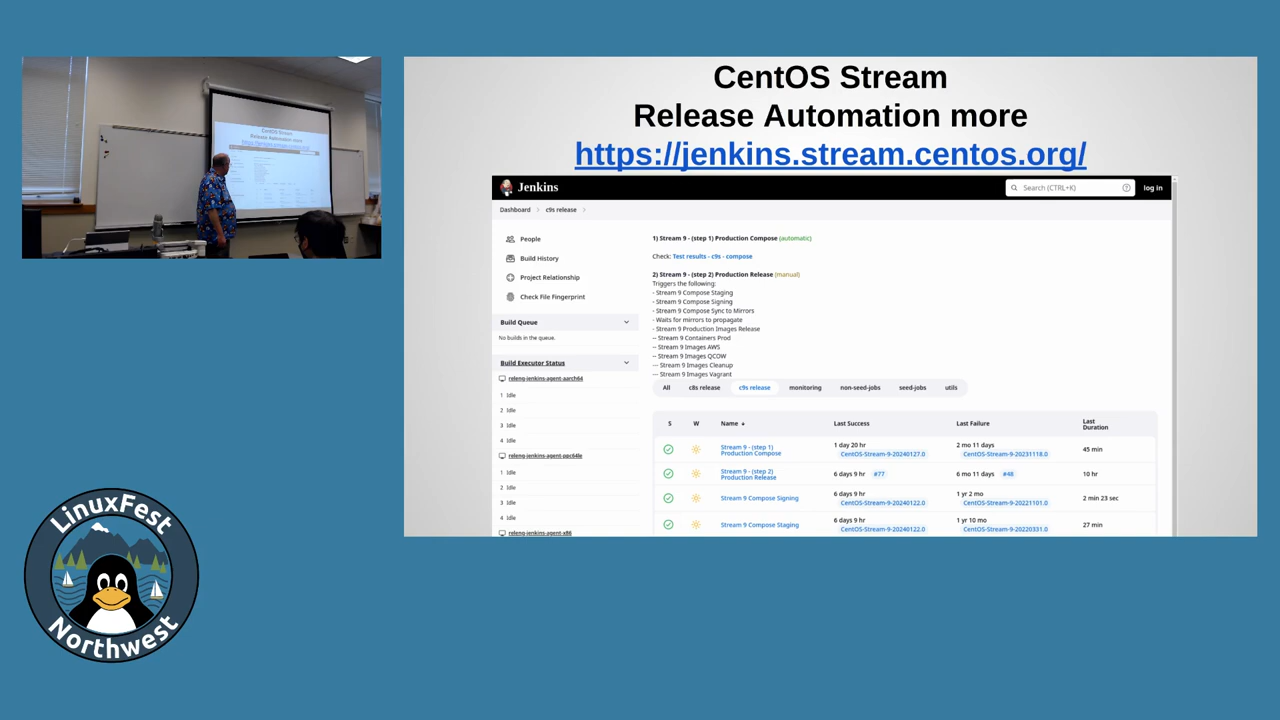 CentOS Stream
Release Automation more
https://jenkins.stream.centos.org/
Jenkins
Search (CTRL+K)
log in
Dashboard
c9s release
People
Build History
Project Relationship
Check File Fingerprint
Build Queue
No builds in the queue.
Build Executor Status
releng-jenkins-agent-aarch64
1 Idle
2 Idle
3 Idle
4 Idle
releng-jenkins-agent-ppc64le
1 Idle
2 Idle
3 Idle
4 Idle
releng-jenkins-agent-x86
1) Stream 9 - (step 1) Production Compose (automatic)
Check: Test results - c9s - compose
2) Stream 9 - (step 2) Production Release (manual)
Triggers the following:
- Stream 9 Compose Staging
- Stream 9 Compose Signing
- Stream 9 Compose Sync to Mirrors
- Waits for mirrors to propagate
- Stream 9 Production Images Release
-- Stream 9 Containers Prod
-- Stream 9 Images AWS
-- Stream 9 Images QCOW
--- Stream 9 Images Cleanup
--- Stream 9 Images Vagrant
All c8s release c9s release monitoring non-seed-jobs seed-jobs utils
S W Name ↓ Last Success Last Failure Last Duration
Stream 9 - (step 1) Production Compose 1 day 20 hr CentOS-Stream-9-20240127.0 2 mo 11 days CentOS-Stream-9-20231118.0 45 min
Stream 9 - (step 2) Production Release 6 days 9 hr #77 6 mo 11 days #48 10 hr
Stream 9 Compose Signing 6 days 9 hr CentOS-Stream-9-20240122.0 1 yr 2 mo CentOS-Stream-9-20221101.0 2 min 23 sec
Stream 9 Compose Staging 6 days 9 hr CentOS-Stream-9-20240122.0 1 yr 10 mo CentOS-Stream-9-20220331.0 27 min
LinuxFest
Northwest
CentOS Stream
Release Automation more